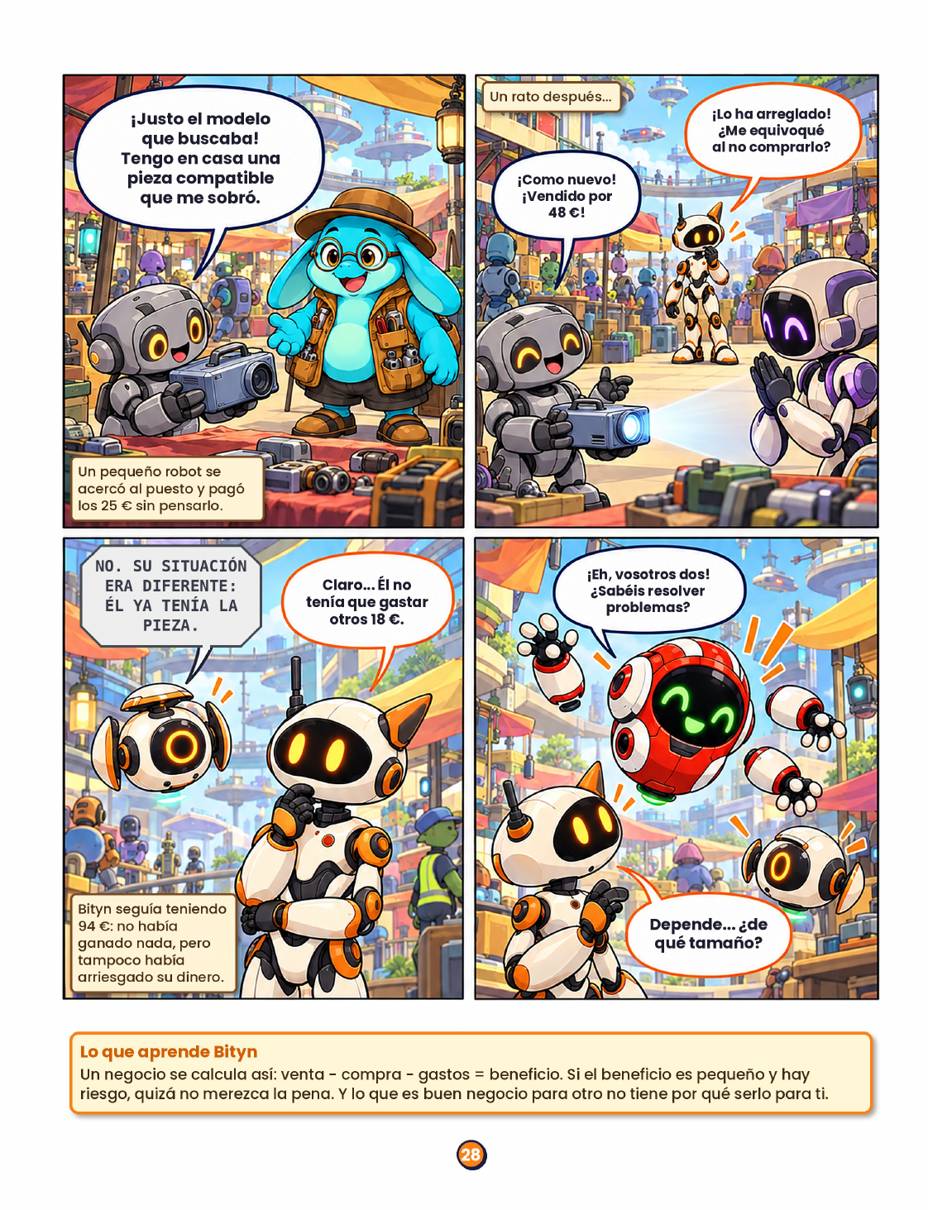 ¡Justo el modelo
que buscaba!
Tengo en casa una
pieza compatible
que me sobró.
Un pequeño robot se
acercó al puesto y pagó
los 25 € sin pensarlo.
Un rato después...
¡Como nuevo!
¡Vendido por
48 €!
¡Lo ha arreglado!
¿Me equivoqué
al no comprarlo?
NO. SU SITUACIÓN
ERA DIFERENTE:
ÉL YA TENÍA LA
PIEZA.
Claro... Él no
tenía que gastar
otros 18 €.
Bityn seguía teniendo
94 €: no había
ganado nada, pero
tampoco había
arriesgado su dinero.
¡Eh, vosotros dos!
¿Sabéis resolver
problemas?
Depende... ¿de
qué tamaño?
Lo que aprende Bityn
Un negocio se calcula así: venta - compra - gastos = beneficio. Si el beneficio es pequeño y hay
riesgo, quizá no merezca la pena. Y lo que es buen negocio para otro no tiene por qué serlo para ti.
28